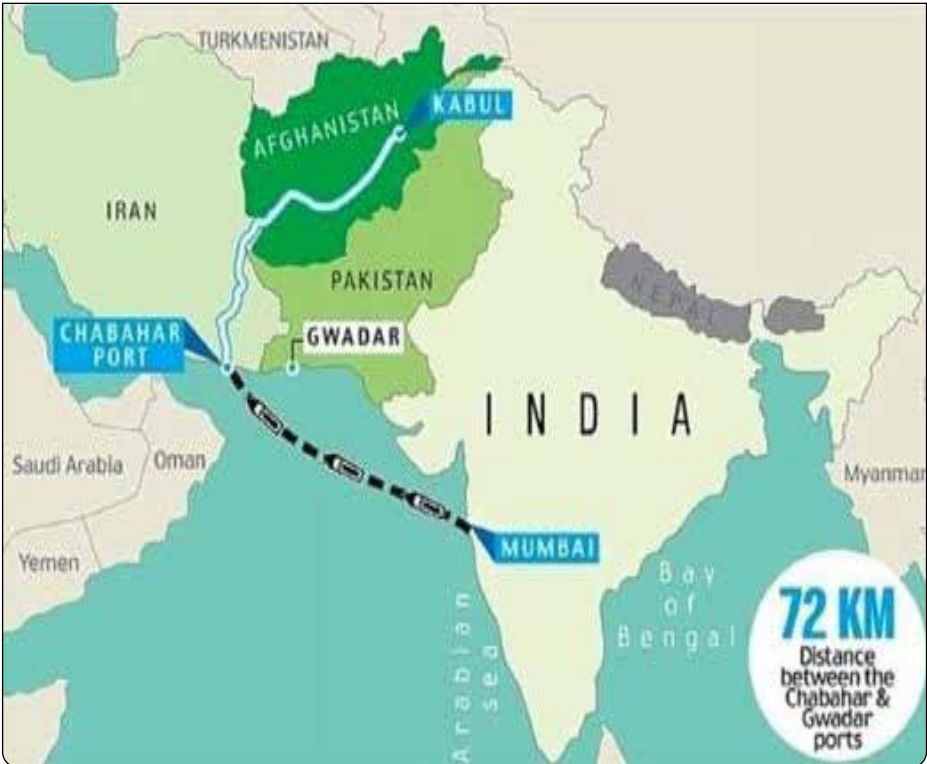 TURKMENISTAN
KABUL
AFGHANISTAN
IRAN
PAKISTAN
NEPAL
CHABAHAR
PORT
GWADAR
INDIA
Saudi Arabia
Oman
Myanmar
Yemen
MUMBAI
Arabian
sea
Bay
of
Bengal
72 KM
Distance
between the
Chabahar &
Gwadar
ports